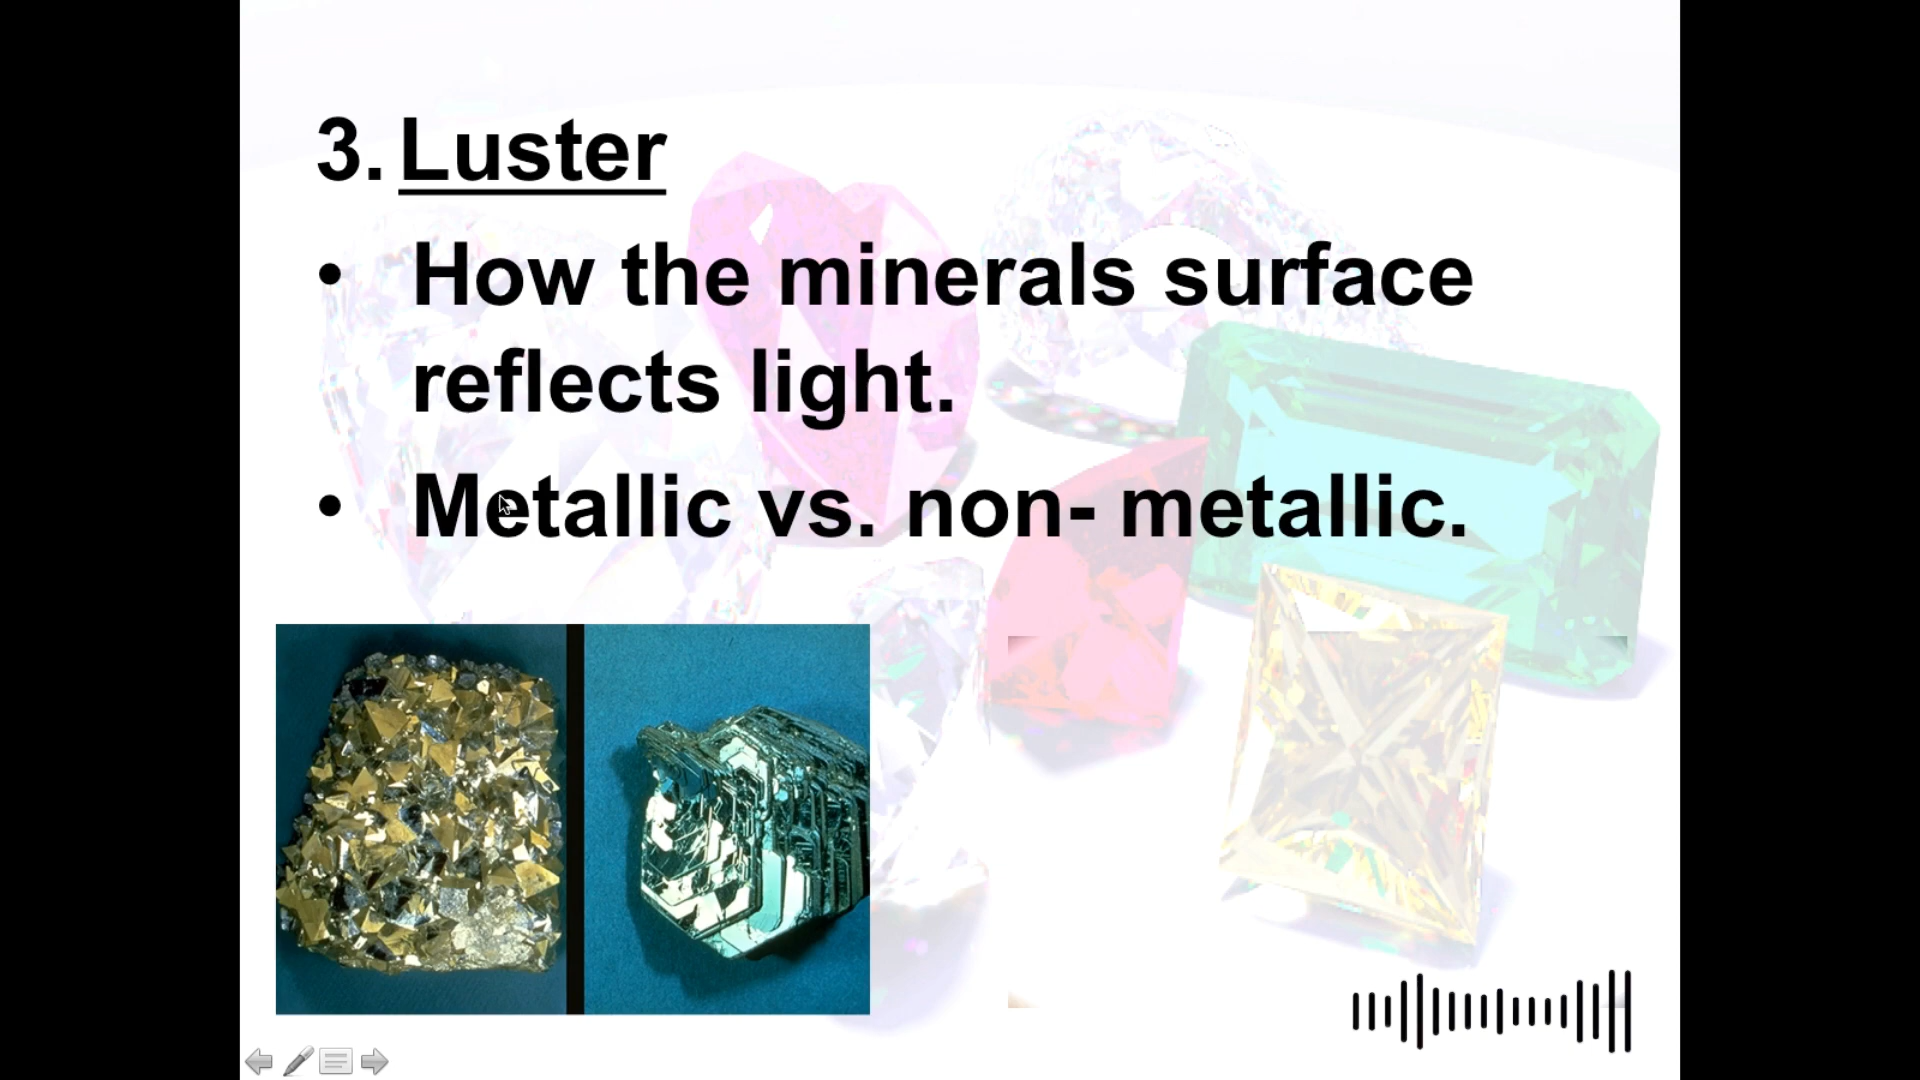 3. Luster
• How the minerals surface
reflects light.
• Metallic vs. non- metallic.